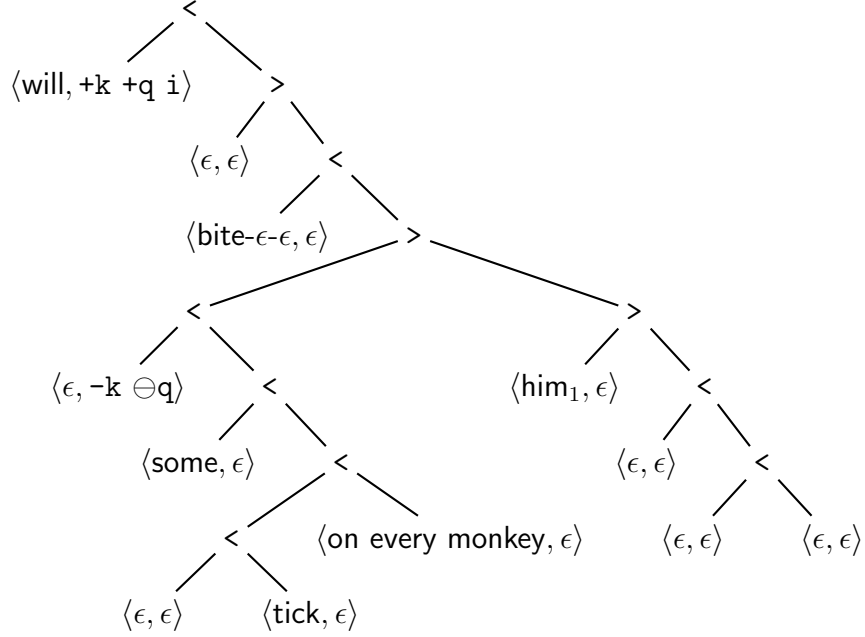 <
⟨will, +k +q i⟩ >
⟨ϵ, ϵ⟩ <
⟨bite-ϵ-ϵ, ϵ⟩ >
< >
⟨ϵ, -k ⊖q⟩ < ⟨him₁, ϵ⟩ <
⟨some, ϵ⟩ < ⟨ϵ, ϵ⟩ <
< ⟨on every monkey, ϵ⟩ ⟨ϵ, ϵ⟩ ⟨ϵ, ϵ⟩
⟨ϵ, ϵ⟩ ⟨tick, ϵ⟩